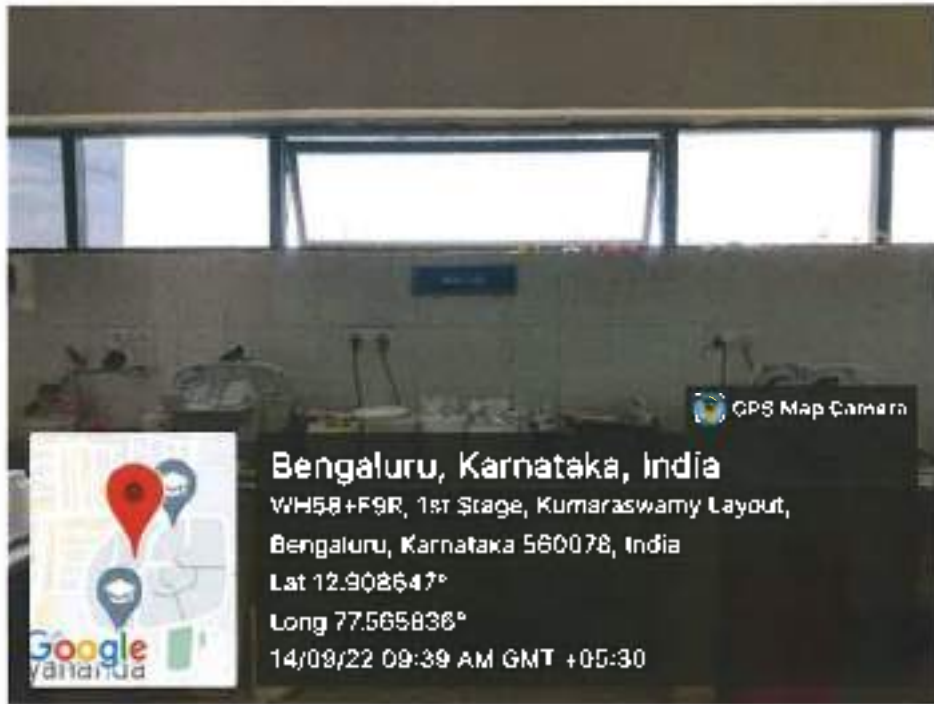 GPS Map Camera
Bengaluru, Karnataka, India
WH58+F9R, 1st Stage, Kumaraswamy Layout,
Bengaluru, Karnataka 560078, India
Lat 12.908647°
Long 77.565836°
14/09/22 09:39 AM GMT +05:30
Google
yananda